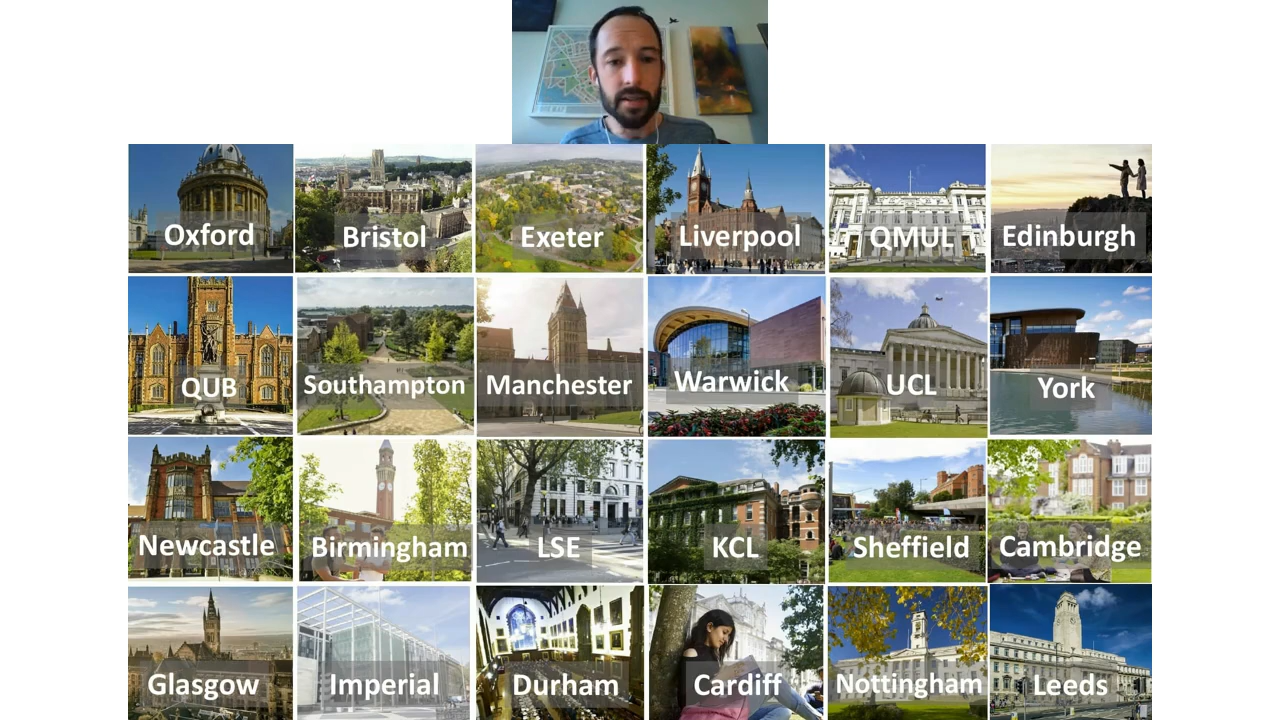 Oxford
Bristol
Exeter
Liverpool
QMUL
Edinburgh
QUB
Southampton
Manchester
Warwick
UCL
York
Newcastle
Birmingham
LSE
KCL
Sheffield
Cambridge
Glasgow
Imperial
Durham
Cardiff
Nottingham
Leeds